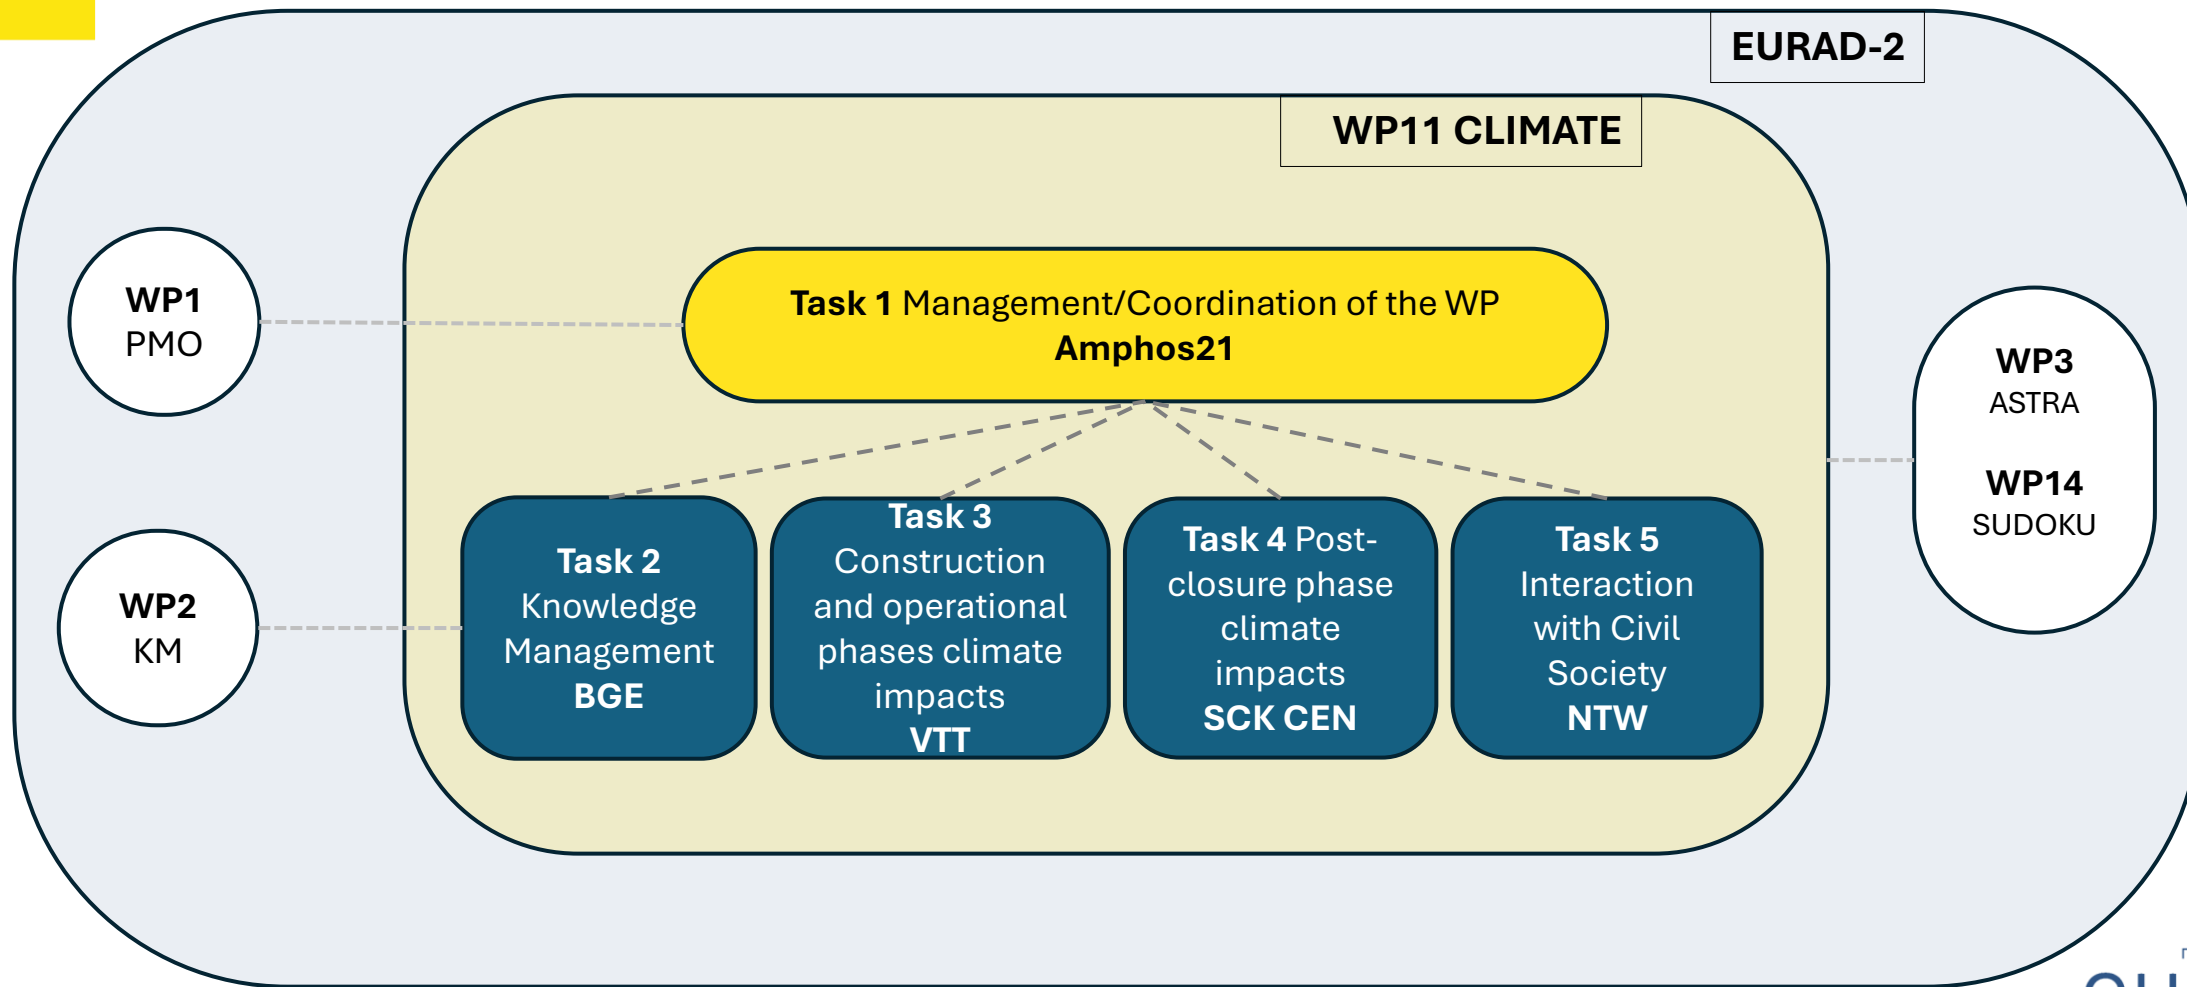 EURAD-2
WP11 CLIMATE
WP1
PMO
Task 1 Management/Coordination of the WP
Amphos21
WP3
ASTRA
WP14
SUDOKU
WP2
KM
Task 2
Knowledge
Management
BGE
Task 3
Construction
and operational
phases climate
impacts
VTT
Task 4 Post-
closure phase
climate
impacts
SCK CEN
Task 5
Interaction
with Civil
Society
NTW